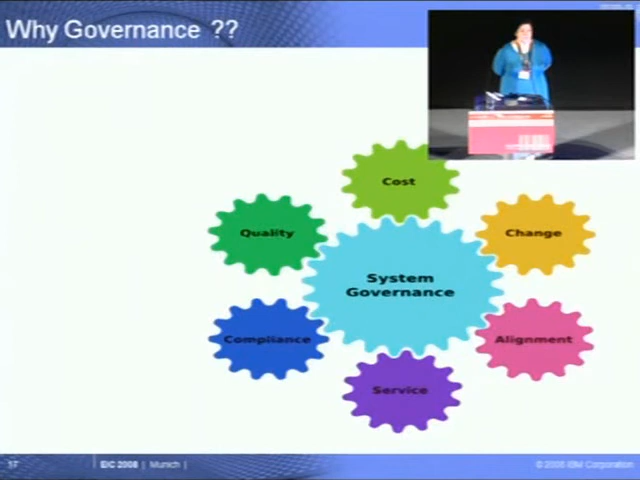 Why Governance ??
Cost
Quality
Change
System
Governance
Compliance
Alignment
Service
17
EIC 2008 | Munich |
© 2008 IBM Corporation